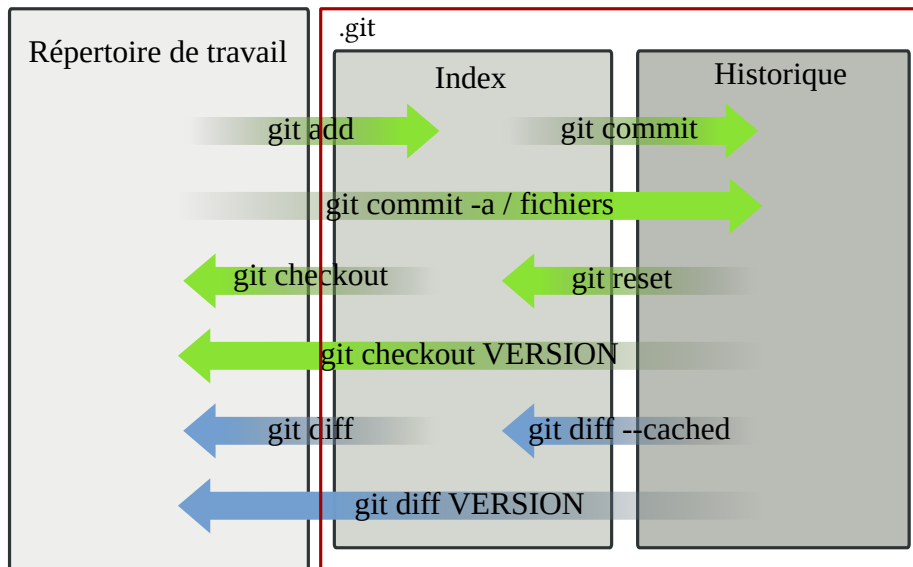 .git
Répertoire de travail
Index
Historique
git add
git commit
git commit -a / fichiers
git checkout
git reset
git checkout VERSION
git diff
git diff --cached
git diff VERSION